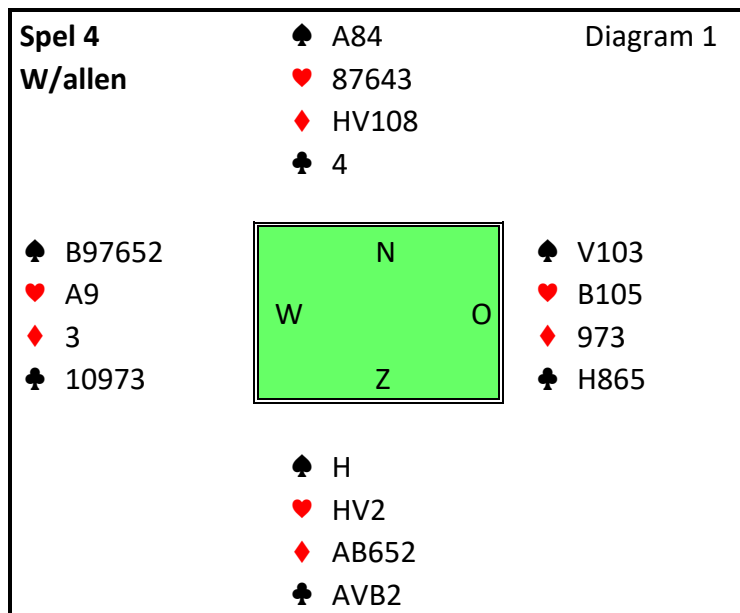 Spel 4 ♠ A84 Diagram 1
W/allen ♥ 87643
♦ HV108
♣ 4
♠ B97652 N ♠ V103
♥ A9 ♥ B105
W O
♦ 3 ♦ 973
♣ 10973 Z ♣ H865
♠ H
♥ HV2
♦ AB652
♣ AVB2